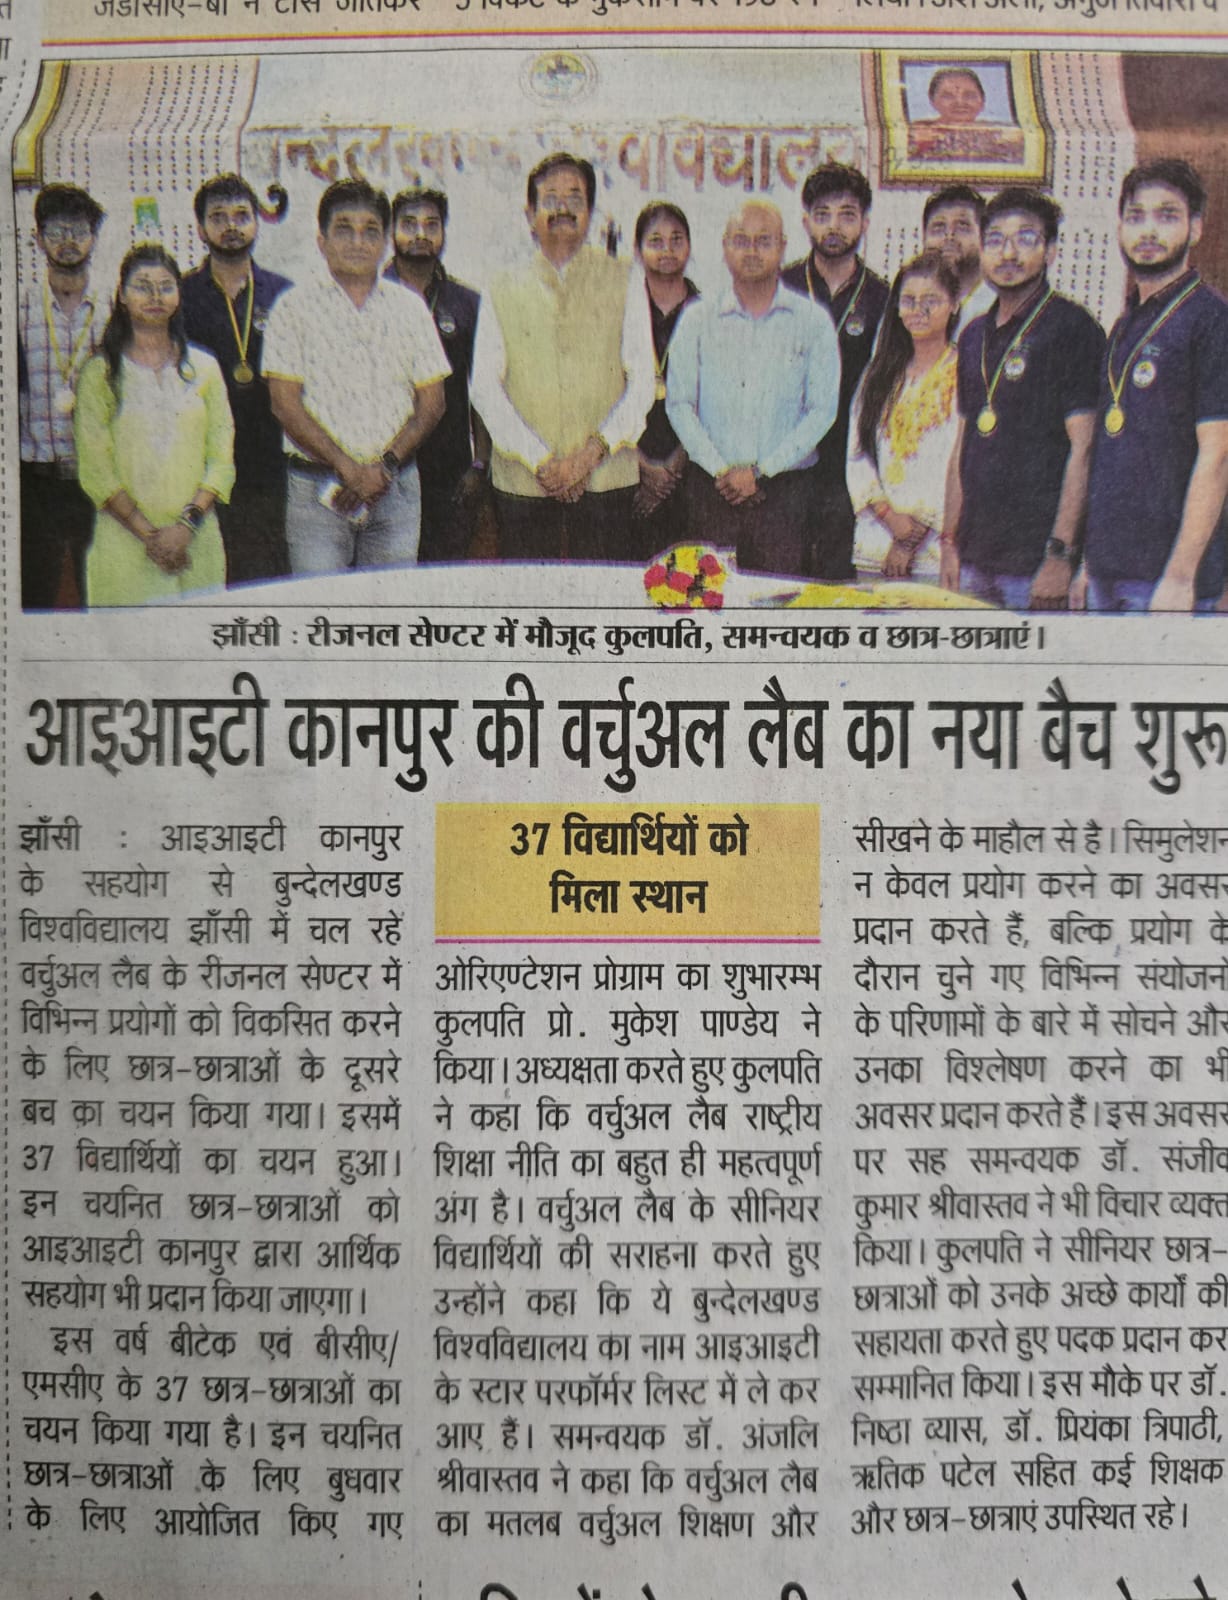 जेडीसीए-बी ने टॉस जीतकर
झाँसी : रीजनल सेण्टर में मौजूद कुलपति, समन्वयक व छात्र-छात्राएं।
आइआइटी कानपुर की वर्चुअल लैब का नया बैच शुरू
झाँसी : आइआइटी कानपुर
के सहयोग से बुन्देलखण्ड
विश्वविद्यालय झाँसी में चल रहे
वर्चुअल लैब के रीजनल सेण्टर में
विभिन्न प्रयोगों को विकसित करने
के लिए छात्र-छात्राओं के दूसरे
बच का चयन किया गया। इसमें
37 विद्यार्थियों का चयन हुआ।
इन चयनित छात्र-छात्राओं को
आइआइटी कानपुर द्वारा आर्थिक
सहयोग भी प्रदान किया जाएगा।
इस वर्ष बीटेक एवं बीसीए/
एमसीए के 37 छात्र-छात्राओं का
चयन किया गया है। इन चयनित
छात्र-छात्राओं के लिए बुधवार
के लिए आयोजित किए गए
37 विद्यार्थियों को
मिला स्थान
ओरिएण्टेशन प्रोग्राम का शुभारम्भ
कुलपति प्रो. मुकेश पाण्डेय ने
किया। अध्यक्षता करते हुए कुलपति
ने कहा कि वर्चुअल लैब राष्ट्रीय
शिक्षा नीति का बहुत ही महत्वपूर्ण
अंग है। वर्चुअल लैब के सीनियर
विद्यार्थियों की सराहना करते हुए
उन्होंने कहा कि ये बुन्देलखण्ड
विश्वविद्यालय का नाम आइआइटी
के स्टार परफॉर्मर लिस्ट में ले कर
आए हैं। समन्वयक डॉ. अंजलि
श्रीवास्तव ने कहा कि वर्चुअल लैब
का मतलब वर्चुअल शिक्षण और
सीखने के माहौल से है। सिमुलेशन
न केवल प्रयोग करने का अवसर
प्रदान करते हैं, बल्कि प्रयोग के
दौरान चुने गए विभिन्न संयोजनों
के परिणामों के बारे में सोचने और
उनका विश्लेषण करने का भी
अवसर प्रदान करते हैं। इस अवसर
पर सह समन्वयक डॉ. संजीव
कुमार श्रीवास्तव ने भी विचार व्यक्त
किया। कुलपति ने सीनियर छात्र-
छात्राओं को उनके अच्छे कार्यों की
सहायता करते हुए पदक प्रदान कर
सम्मानित किया। इस मौके पर डॉ.
निष्ठा व्यास, डॉ. प्रियंका त्रिपाठी,
ऋतिक पटेल सहित कई शिक्षक
और छात्र-छात्राएं उपस्थित रहे।